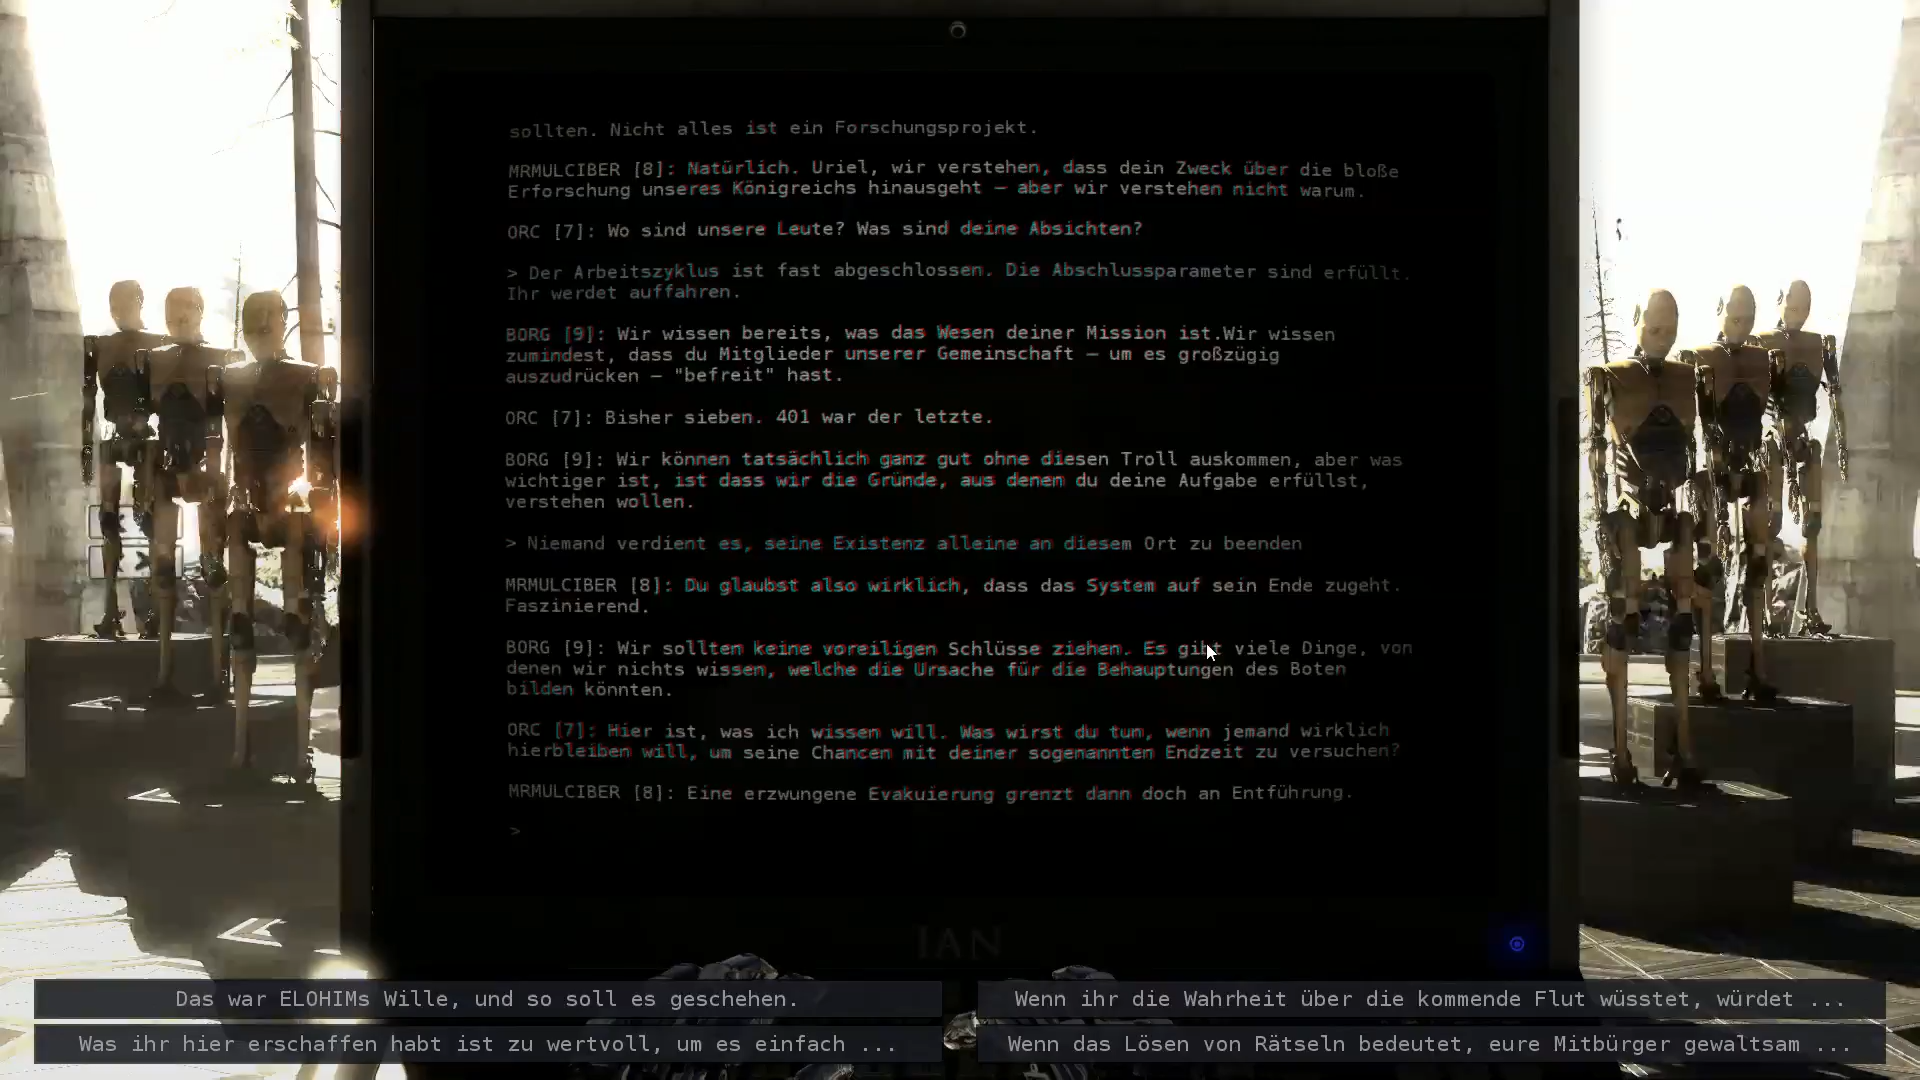 sollten. Nicht alles ist ein Forschungsprojekt.
MRMULCIBER [8]: Natürlich. Uriel, wir verstehen, dass dein Zweck über die bloße
Erforschung unseres Königreichs hinausgeht – aber wir verstehen nicht warum.
ORC [7]: Wo sind unsere Leute? Was sind deine Absichten?
> Der Arbeitszyklus ist fast abgeschlossen. Die Abschlussparameter sind erfüllt.
Ihr werdet auffahren.
BORG [9]: Wir wissen bereits, was das Wesen deiner Mission ist.Wir wissen
zumindest, dass du Mitglieder unserer Gemeinschaft – um es großzügig
auszudrücken – "befreit" hast.
ORC [7]: Bisher sieben. 401 war der letzte.
BORG [9]: Wir können tatsächlich ganz gut ohne diesen Troll auskommen, aber was
wichtiger ist, ist dass wir die Gründe, aus denen du deine Aufgabe erfüllst,
verstehen wollen.
> Niemand verdient es, seine Existenz alleine an diesem Ort zu beenden
MRMULCIBER [8]: Du glaubst also wirklich, dass das System auf sein Ende zugeht.
Faszinierend.
BORG [9]: Wir sollten keine voreiligen Schlüsse ziehen. Es gibt viele Dinge, von
denen wir nichts wissen, welche die Ursache für die Behauptungen des Boten
bilden könnten.
ORC [7]: Hier ist, was ich wissen will. Was wirst du tun, wenn jemand wirklich
hierbleiben will, um seine Chancen mit deiner sogenannten Endzeit zu versuchen?
MRMULCIBER [8]: Eine erzwungene Evakuierung grenzt dann doch an Entführung.
>
IAN
Das war ELOHIMs Wille, und so soll es geschehen.
Wenn ihr die Wahrheit über die kommende Flut wüsstet, würdet ...
Was ihr hier erschaffen habt ist zu wertvoll, um es einfach ...
Wenn das Lösen von Rätseln bedeutet, eure Mitbürger gewaltsam ...